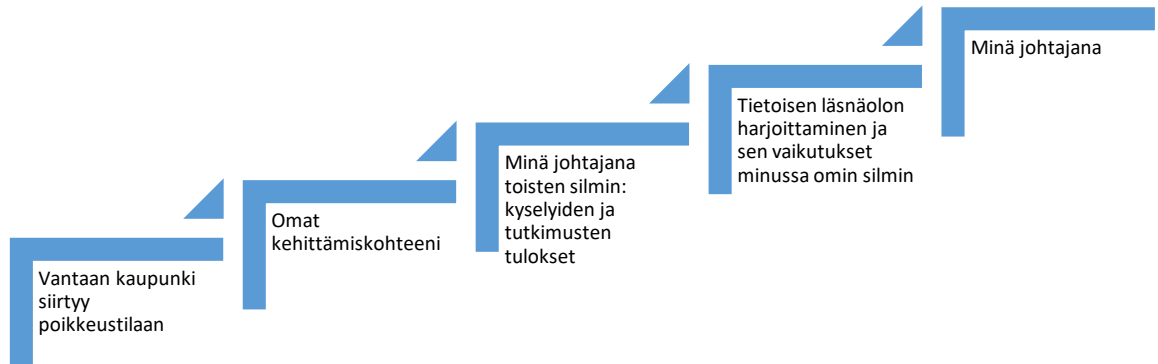 Vantaan kaupunki
siirtyy
poikkeustilaan
Omat
kehittämiskohteeni
Minä johtajana
toisten silmin:
kyselyiden ja
tutkimusten
tulokset
Tietoisen läsnäolon
harjoittaminen ja
sen vaikutukset
minussa omin silmin
Minä johtajana